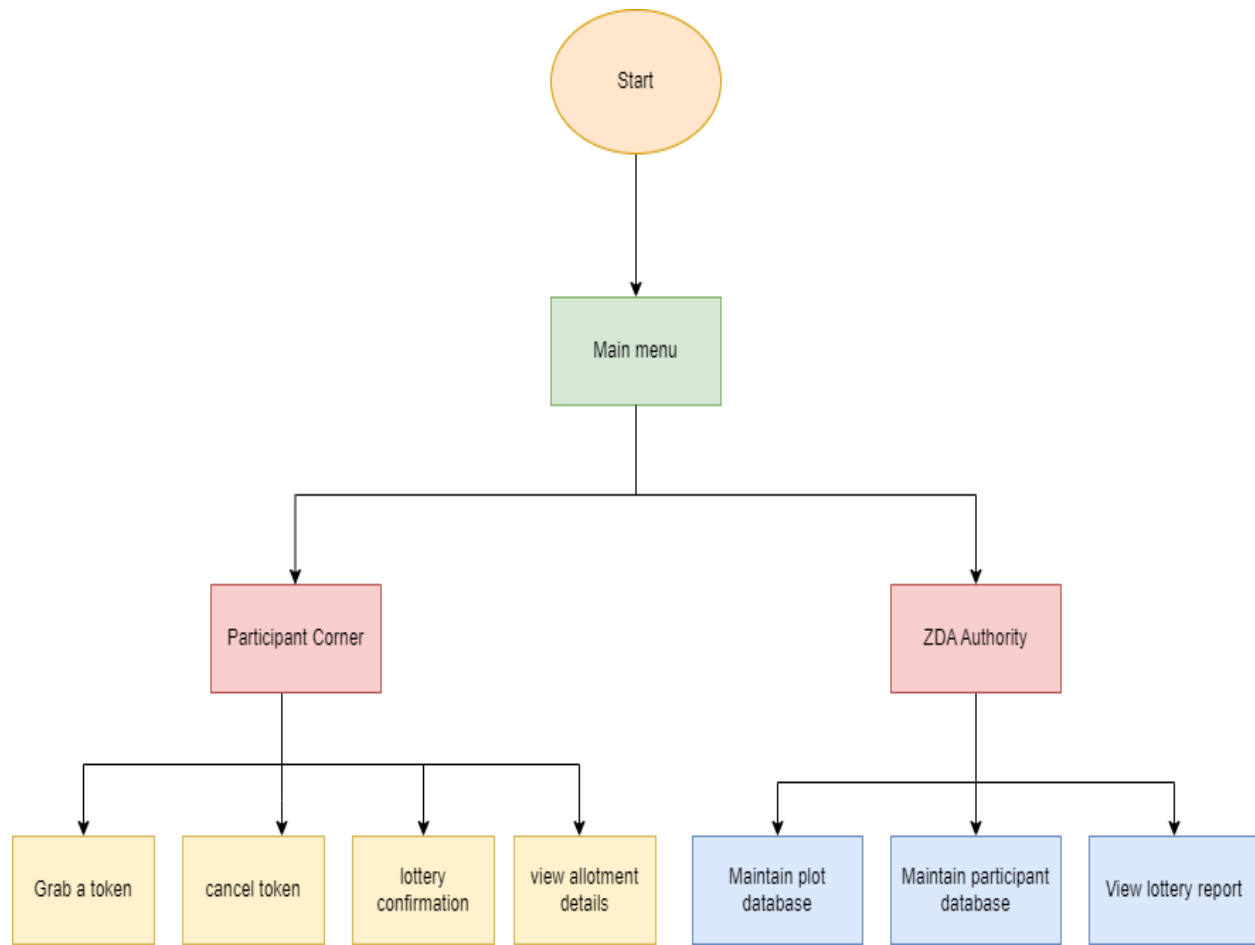 Start
Main menu
Participant Corner
ZDA Authority
Grab a token
cancel token
lottery
confirmation
view allotment
details
Maintain plot
database
Maintain participant
database
View lottery report